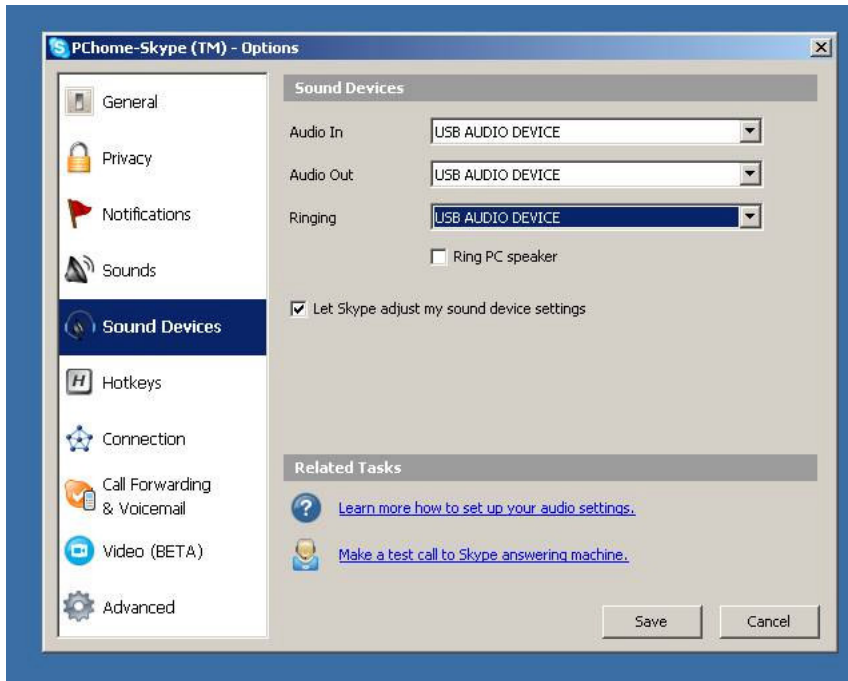 PChome-Skype (TM) - Options
General
Privacy
Notifications
Sounds
Sound Devices
Hotkeys
Connection
Call Forwarding
& Voicemail
Video (BETA)
Advanced
Sound Devices
Audio In
USB AUDIO DEVICE
Audio Out
USB AUDIO DEVICE
Ringing
USB AUDIO DEVICE
Ring PC speaker
Let Skype adjust my sound device settings
Related Tasks
Learn more how to set up your audio settings.
Make a test call to Skype answering machine.
Save
Cancel